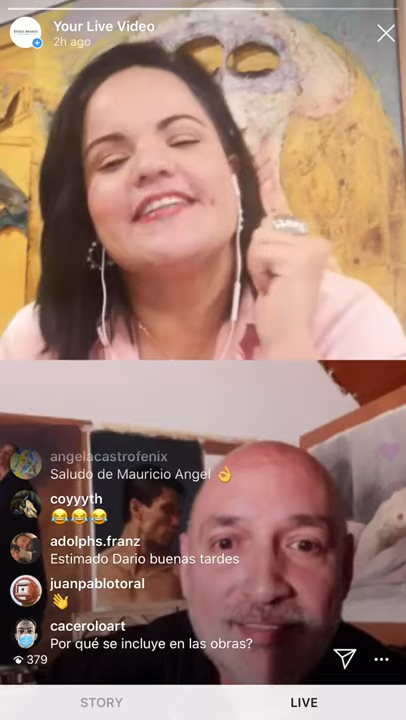 Your Live Video
2h ago
angelacastrofenix
Saludo de Mauricio Angel 👌
coyyyth
😂😂😂
adolphs.franz
Estimado Dario buenas tardes
juanpablotoral
👋
caceroloart
Por qué se incluye en las obras?
379
STORY
LIVE